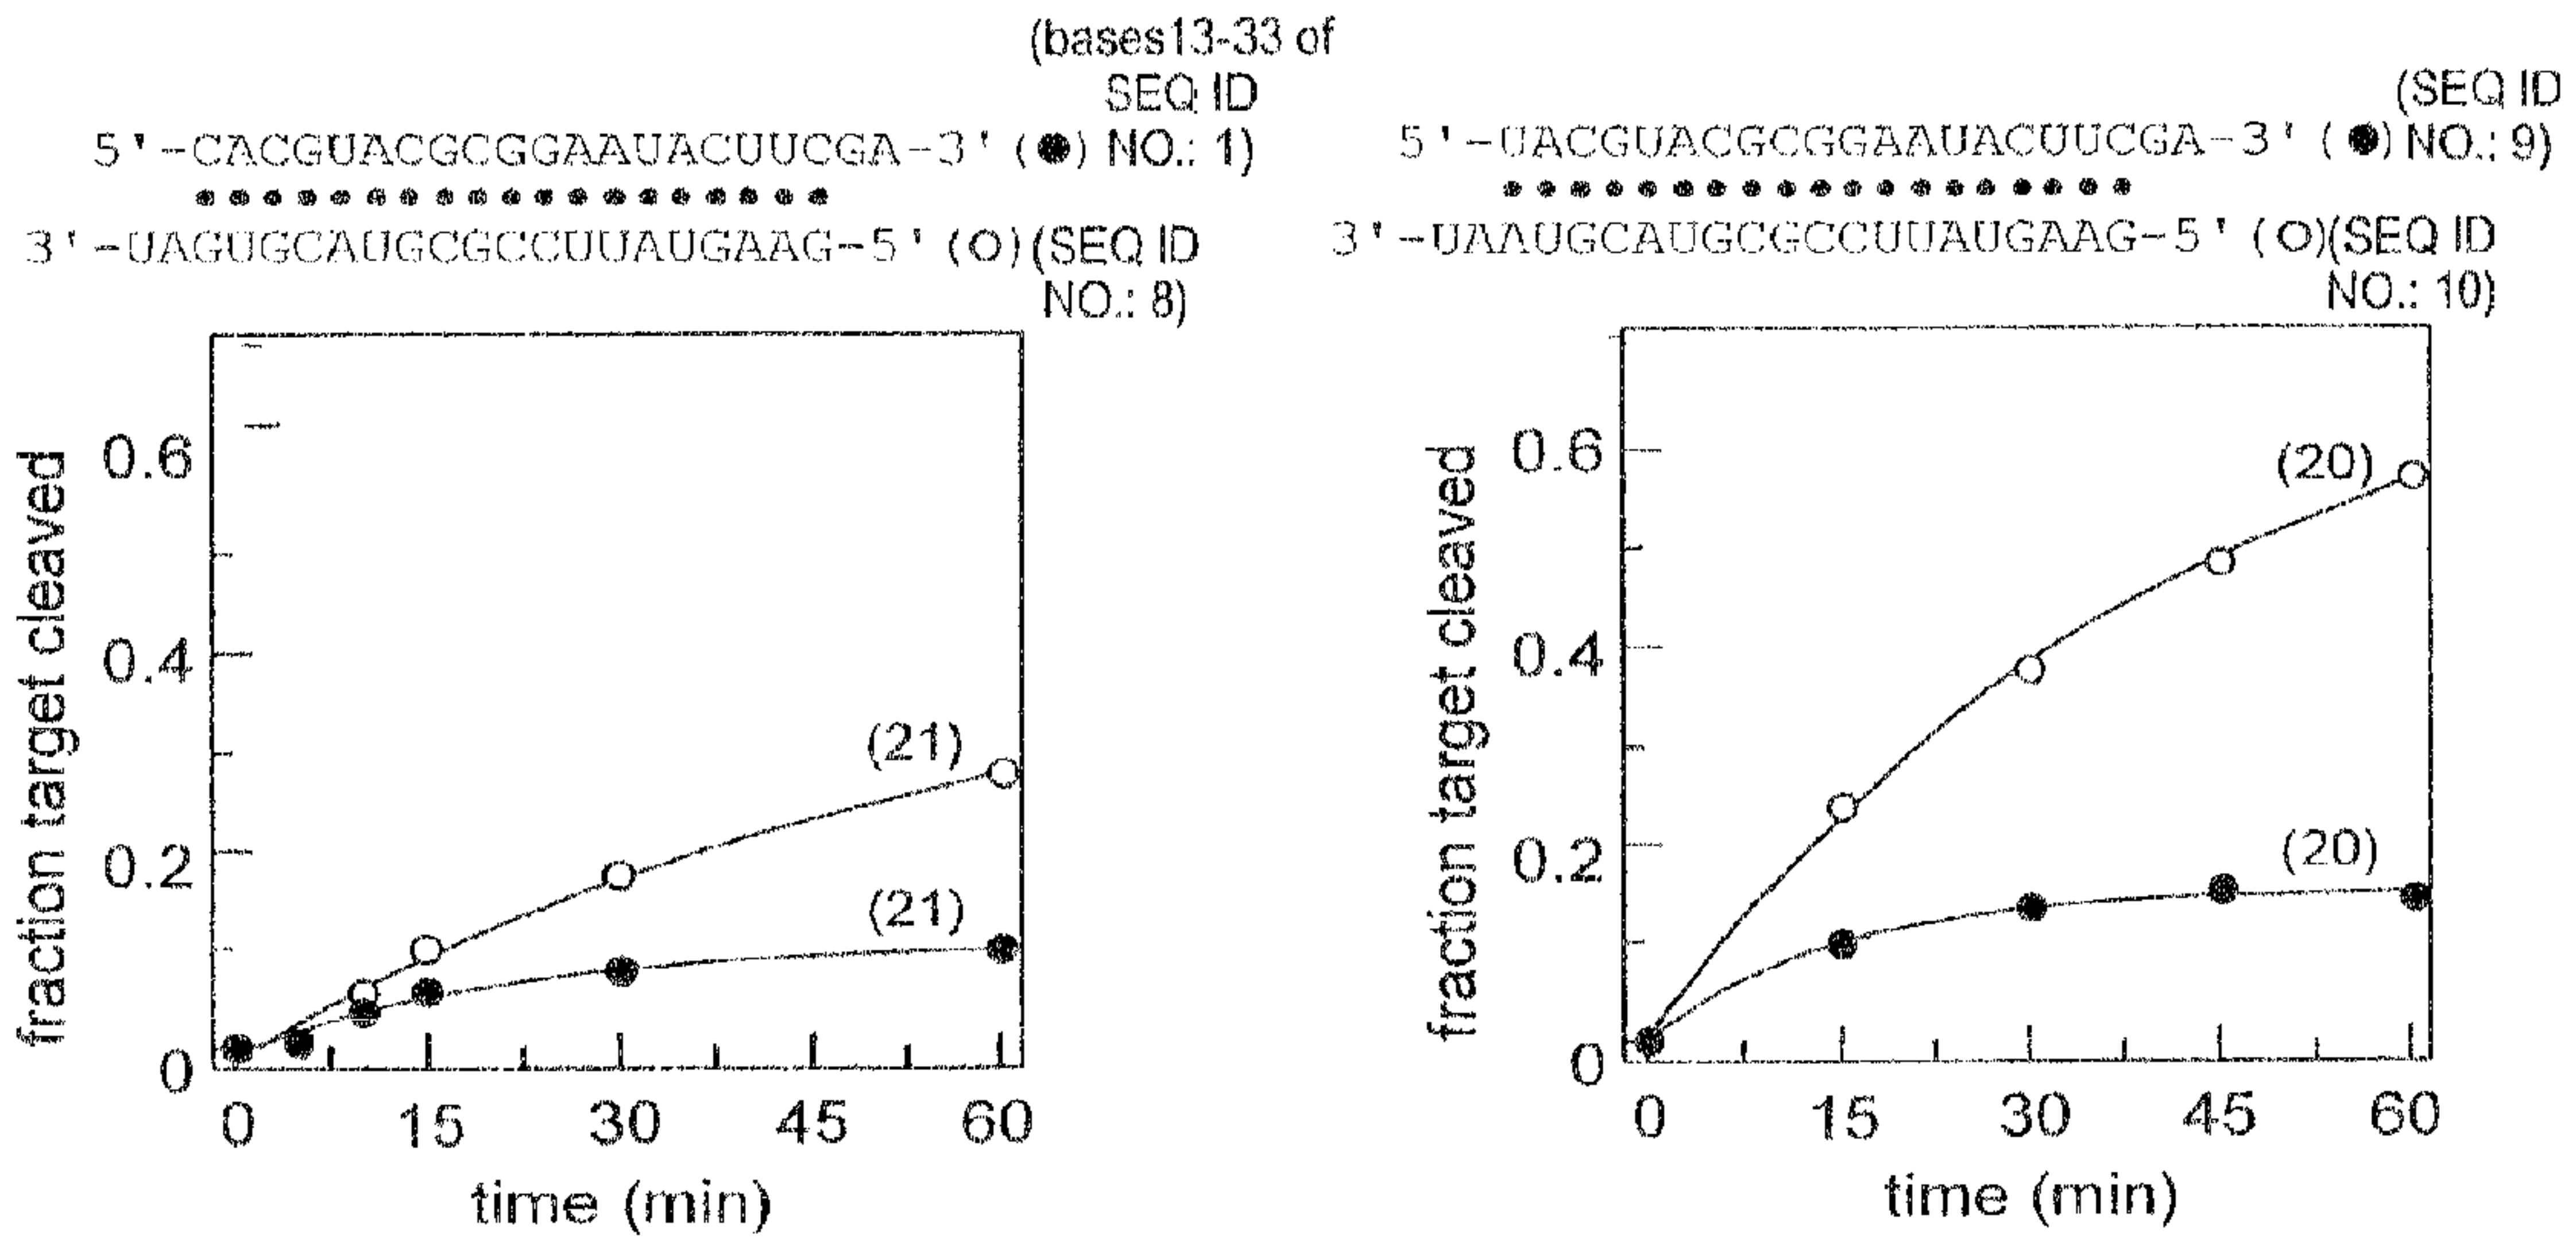 (bases13-33 of
SEQ ID
5'-CACGUACGCGGAAUACUUCGA-3' (●) NO.: 1)
3'-UAGUGCAUGCGCCUUAUGAAG-5' (○) (SEQ ID
NO.: 8)
(SEQ ID
5'-UACGUACGCGGAAUACUUCGA-3' (●) NO.: 9)
3'-UAAUGCAUGCGCCUUAUGAAG-5' (○)(SEQ ID
NO.: 10)
fraction target cleaved
0.6
0.4
0.2
0
(21)
(21)
0 15 30 45 60
time (min)
fraction target cleaved
0.6
0.4
0.2
0
(20)
(20)
0 15 30 45 60
time (min)